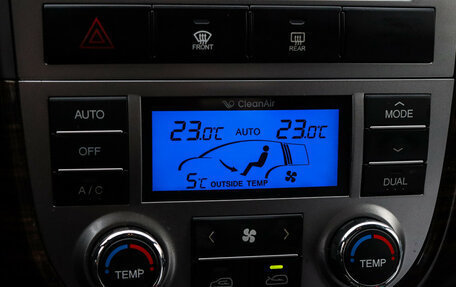 FRONT
REAR
CleanAir
AUTO
23.0°C AUTO 23.0°C
MODE
OFF
5°C OUTSIDE TEMP
A/C
DUAL
TEMP
TEMP